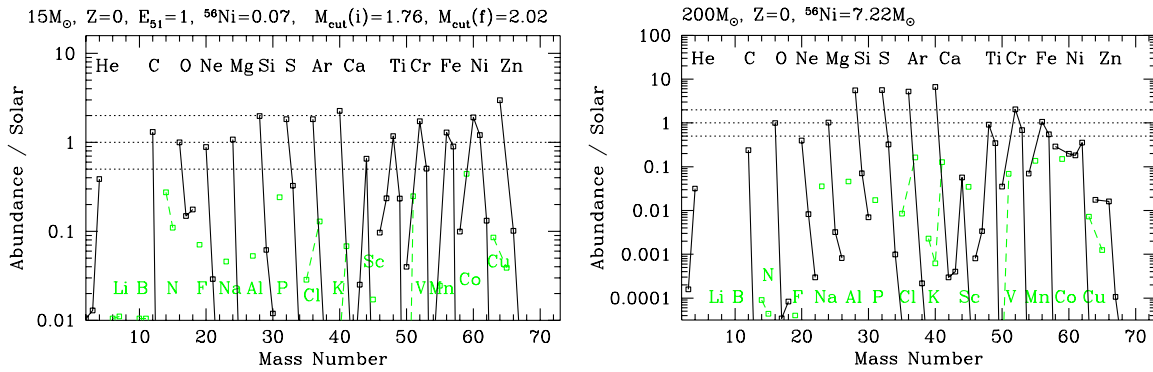 15M⊙, Z=0, E₅₁=1, ⁵⁶Ni=0.07, M_cut(i)=1.76, M_cut(f)=2.02
10
1
0.1
0.01
Abundance / Solar
He C O Ne Mg Si S Ar Ca Ti Cr Fe Ni Zn
Li B N F Na Al P Cl K Sc V Mn Co Cu
10 20 30 40 50 60 70
Mass Number
200M⊙, Z=0, ⁵⁶Ni=7.22M⊙
100
10
1
0.1
0.01
0.001
0.0001
Abundance / Solar
He C O Ne Mg Si S Ar Ca Ti Cr Fe Ni Zn
Li B N F Na Al P Cl K Sc V Mn Co Cu
10 20 30 40 50 60 70
Mass Number